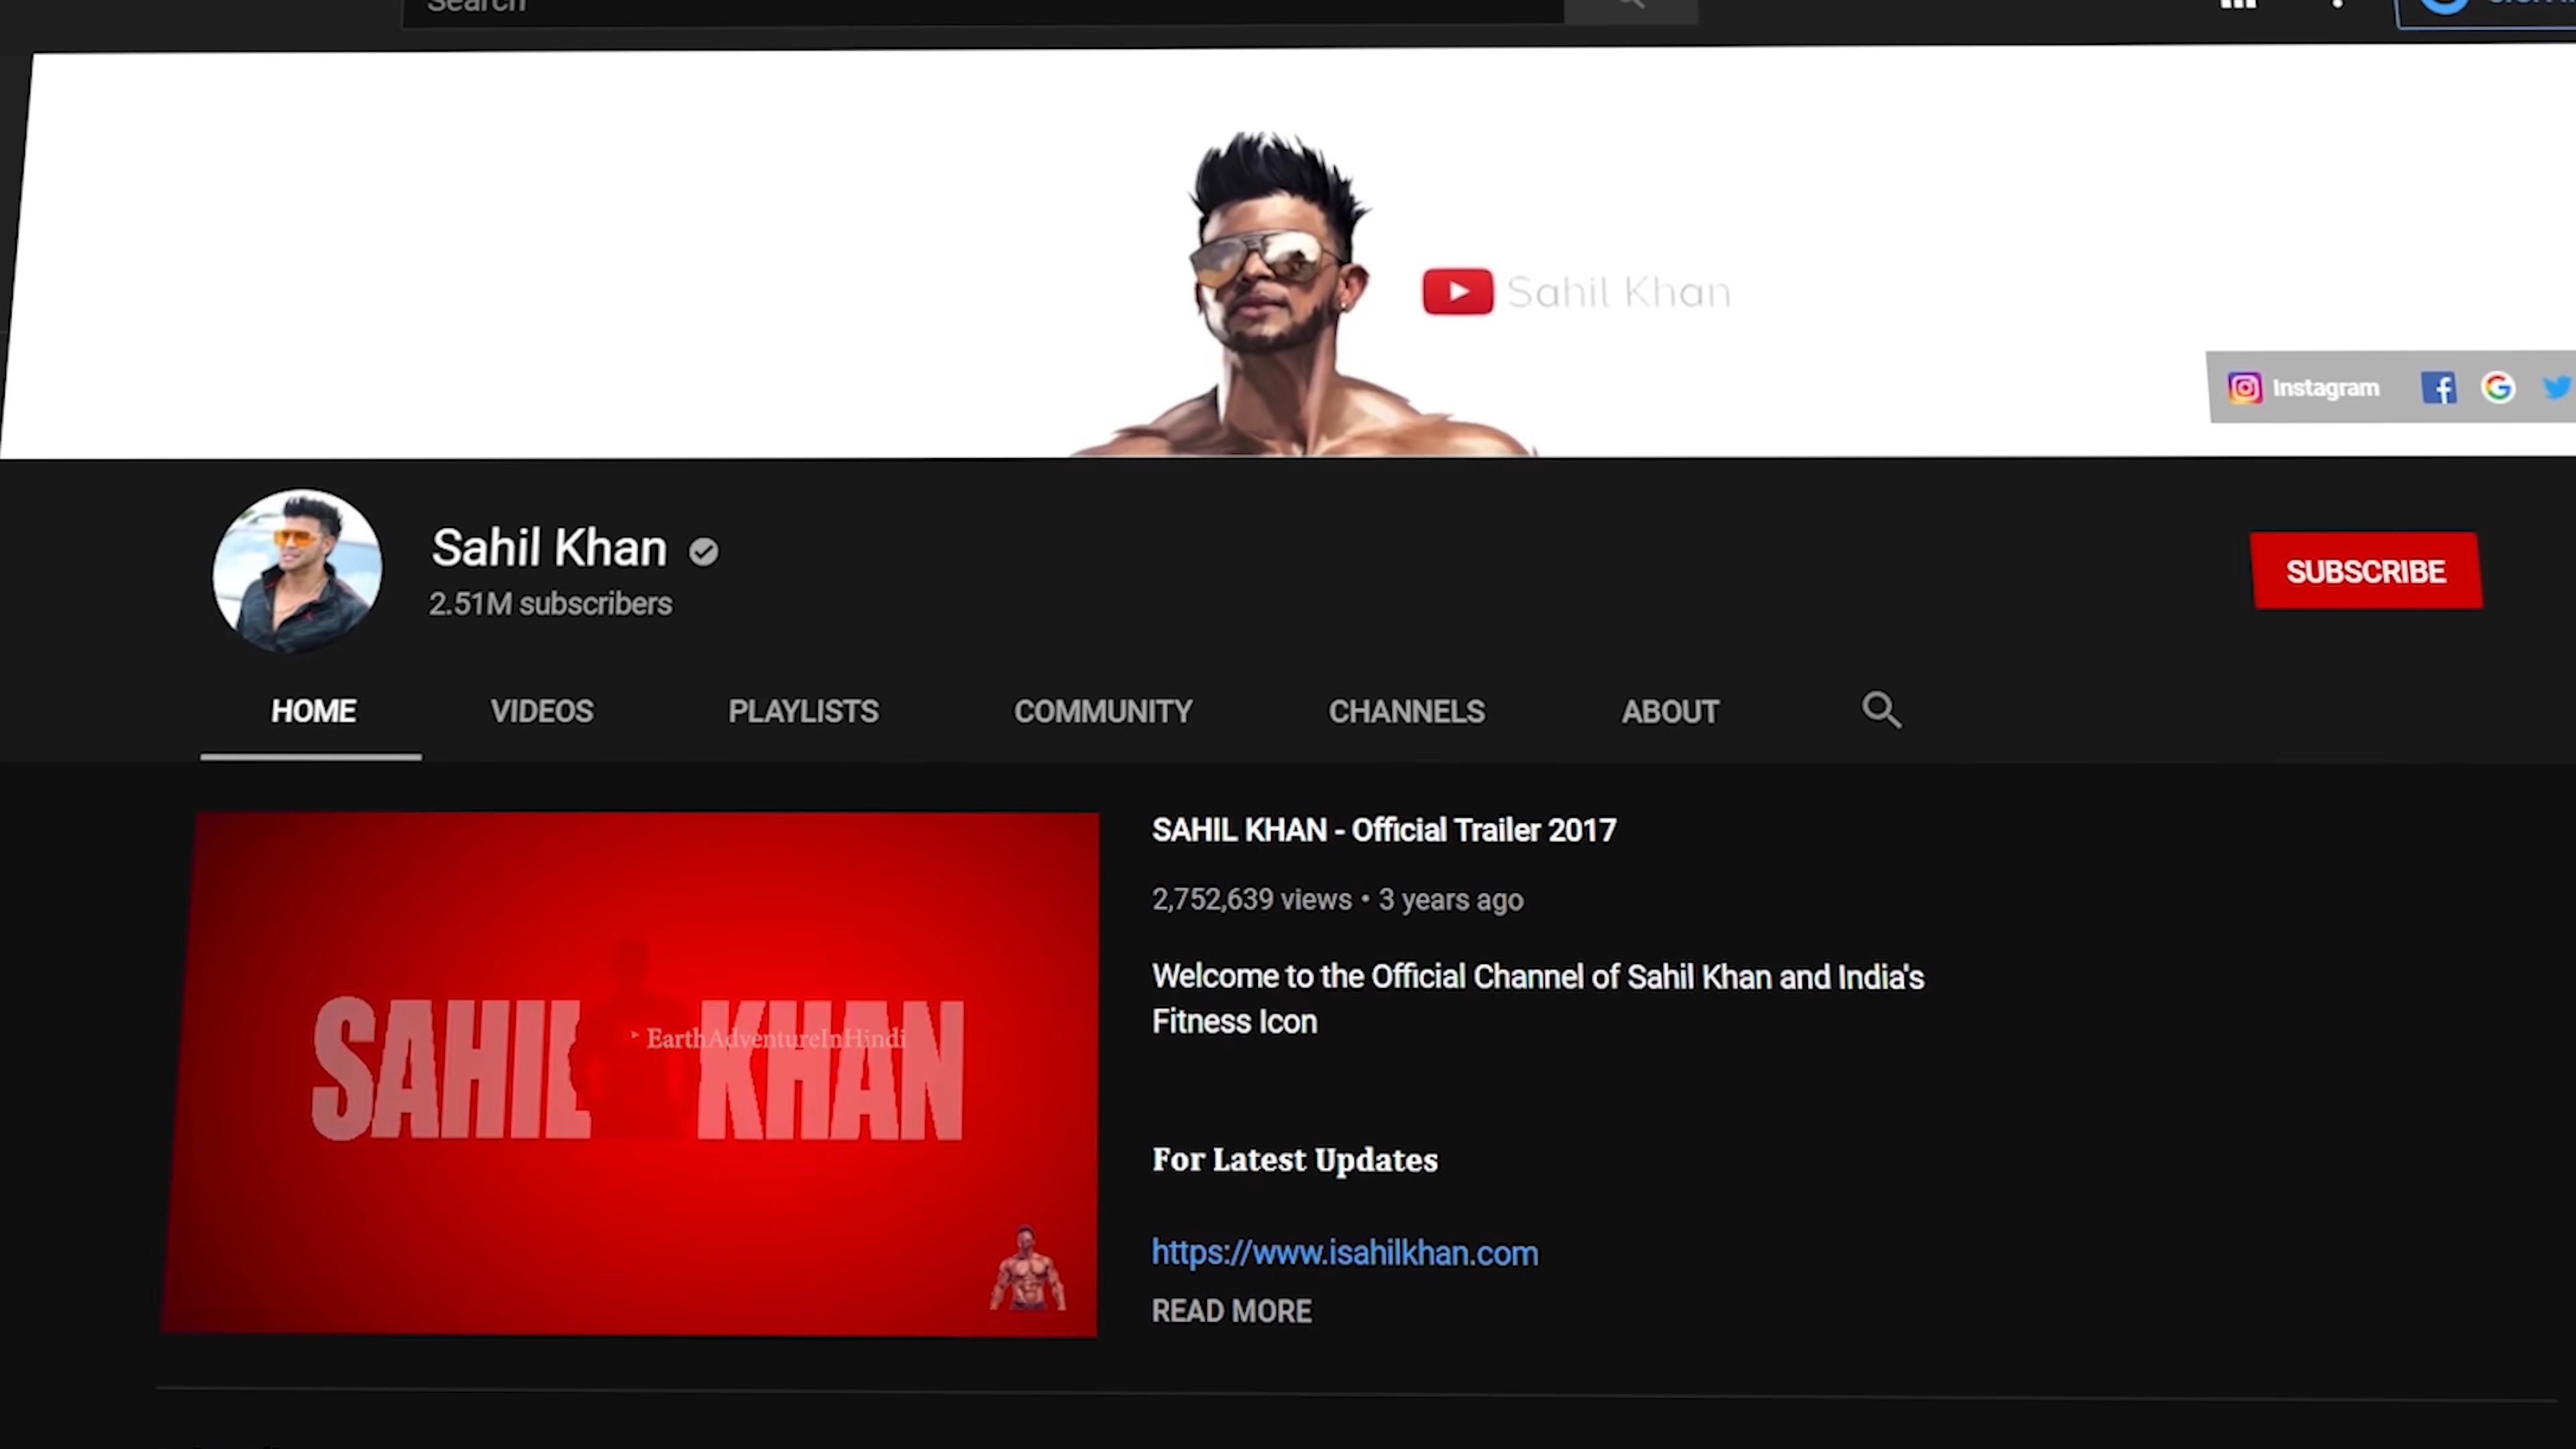 Search
Sahil Khan
Instagram
Sahil Khan
2.51M subscribers
SUBSCRIBE
HOME VIDEOS PLAYLISTS COMMUNITY CHANNELS ABOUT
SAHIL KHAN
EarthAdventureInHindi
SAHIL KHAN - Official Trailer 2017
2,752,639 views • 3 years ago
Welcome to the Official Channel of Sahil Khan and India's
Fitness Icon
For Latest Updates
https://www.isahilkhan.com
READ MORE